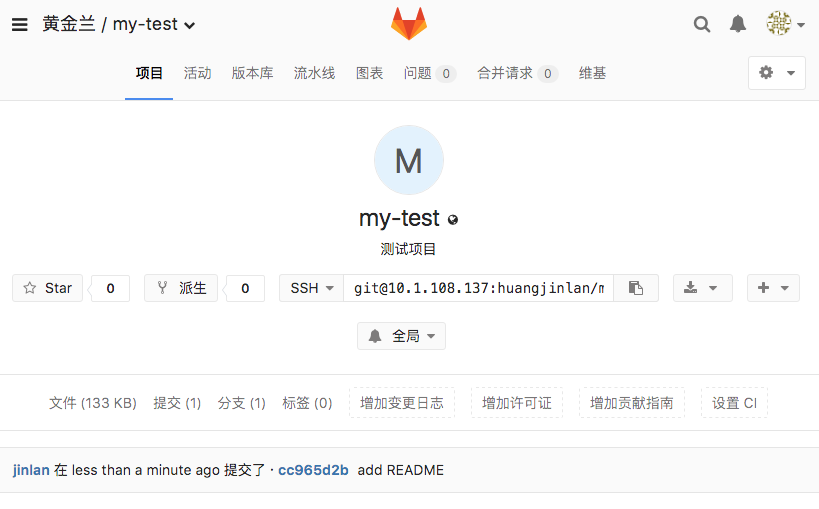 黄金兰 / my-test
项目 活动 版本库 流水线 图表 问题 0 合并请求 0 维基
M
my-test
测试项目
Star 0 派生 0 SSH git@10.1.108.137:huangjinlan/m
全局
文件 (133 KB) 提交 (1) 分支 (1) 标签 (0) 增加变更日志 增加许可证 增加贡献指南 设置 CI
jinlan 在 less than a minute ago 提交了 · cc965d2b add README